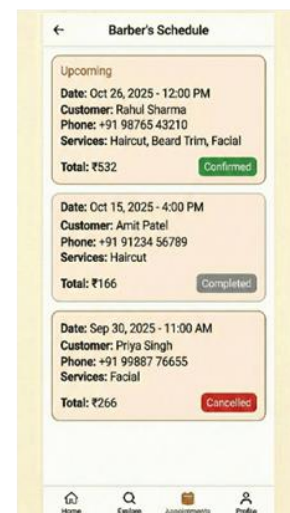 Barber's Schedule
Upcoming
Date: Oct 26, 2025 - 12:00 PM
Customer: Rahul Sharma
Phone: +91 98765
43210
Services: Haircut, Beard Trim, Facial
Total: ₹532
Confirmed
Date: Oct 15, 2025 - 4:00 PM
Customer: Amit Patel
Phone: +91 91234 56789
Services: Haircut
Total: ₹166
Completed
Date: Sep 30, 2025 - 11:00 AM
Customer: Priya Singh
Phone: +91 99887
76655
Services: Facial
Total: ₹266
Cancelled
Home Explore Appointments Profile